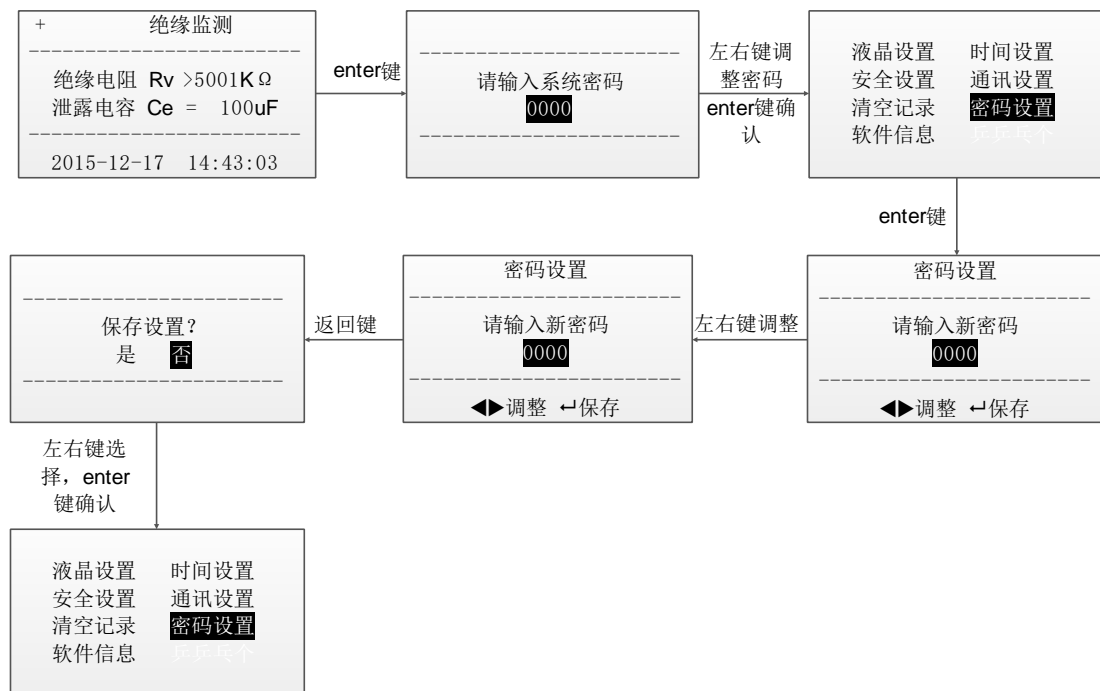 + 绝缘监测
绝缘电阻 Rv >5001KΩ
泄露电容 Ce = 100uF
2015-12-17 14:43:03
enter键
请输入系统密码
0000
左右键调
整密码
enter键确
认
液晶设置 时间设置
安全设置 通讯设置
清空记录 密码设置
软件信息
enter键
密码设置
请输入新密码
0000
◀▶调整 ↵保存
左右键调整
密码设置
请输入新密码
0000
◀▶调整 ↵保存
返回键
保存设置?
是 否
左右键选
择，enter
键确认
液晶设置 时间设置
安全设置 通讯设置
清空记录 密码设置
软件信息